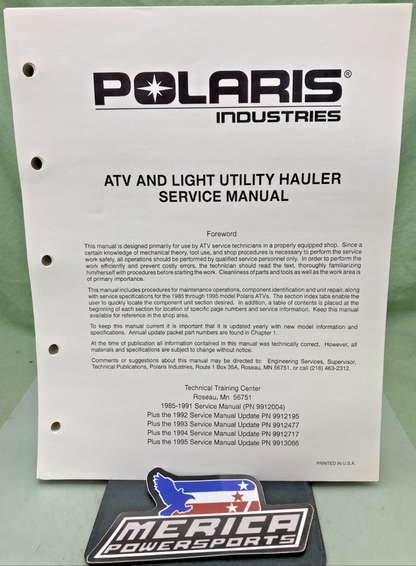 POLARIS®
INDUSTRIES
ATV AND LIGHT UTILITY HAULER
SERVICE MANUAL
Foreword
This manual is designed primarily for use by ATV service technicians in a properly equipped shop. Since a
certain knowledge of mechanical theory, tool use, and shop procedures is necessary to perform the service
work safely, all operations should be performed by qualified service personnel only. In order to perform the
work efficiently and prevent costly errors, the technician should read the text, thoroughly familiarizing
him/herself with procedures before starting the work. Cleanliness of parts and tools as well as the work area is
of primary importance.
This manual includes procedures for maintenance operations, component identification and unit repair, along
with service specifications for the 1985 through 1995 model Polaris ATVs. The section index tabs enable the
user to quickly locate the component unit section desired. In addition, a table of contents is placed at the
beginning of each section for location of specific page numbers and service information. Keep this manual
available for reference in the shop area.
To keep this manual current it is important that it is updated yearly with new model information and
specifications. Annual update packet part numbers are found in Chapter 1.
At the time of publication all information contained in this manual was technically correct. However, all
materials and specifications are subject to change without notice.
Comments or suggestions about this manual may be directed to: Engineering Services, Supervisor,
Technical Publications, Polaris Industries, Route 1 Box 35A, Roseau, MN 56751, or call (218) 463-2312.
Technical Training Center
Roseau, Mn 56751
1985-1991 Service Manual (PN 9912004)
Plus the 1992 Service Manual Update PN 9912195
Plus the 1993 Service Manual Update PN 9912477
Plus the 1994 Service Manual Update PN 9912717
Plus the 1995 Service Manual Update PN 9913066
PRINTED IN U.S.A.
MERICA
POWERSPORTS